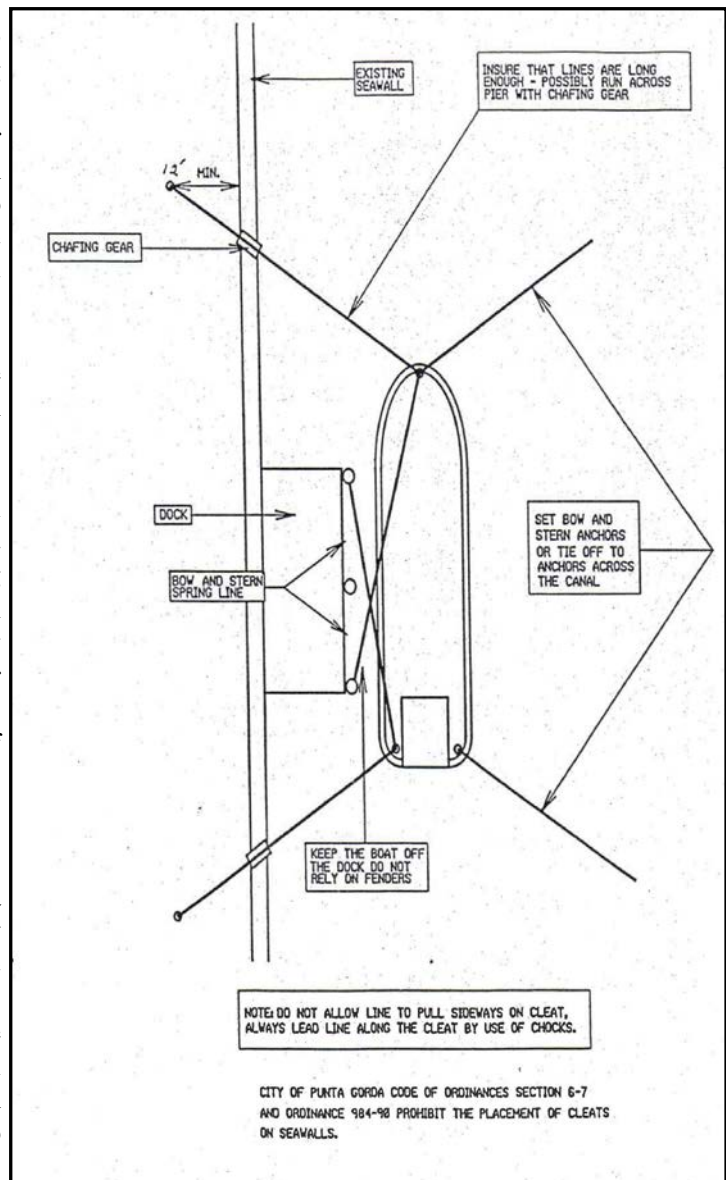 EXISTING
SEAWALL
INSURE THAT LINES ARE LONG
ENOUGH - POSSIBLY RUN ACROSS
PIER WITH CHAFING GEAR
12' MIN.
CHAFING GEAR
DOCK
BOW AND STERN
SPRING LINE
SET BOW AND
STERN ANCHORS
OR TIE OFF TO
ANCHORS ACROSS
THE CANAL
KEEP THE BOAT OFF
THE DOCK DO NOT
RELY ON FENDERS
NOTE: DO NOT ALLOW LINE TO PULL SIDEWAYS ON CLEAT,
ALWAYS LEAD LINE ALONG THE CLEAT BY USE OF CHOCKS.
CITY OF PUNTA GORDA CODE OF ORDINANCES SECTION 6-7
AND ORDINANCE 984-90 PROHIBIT THE PLACEMENT OF CLEATS
ON SEAWALLS.